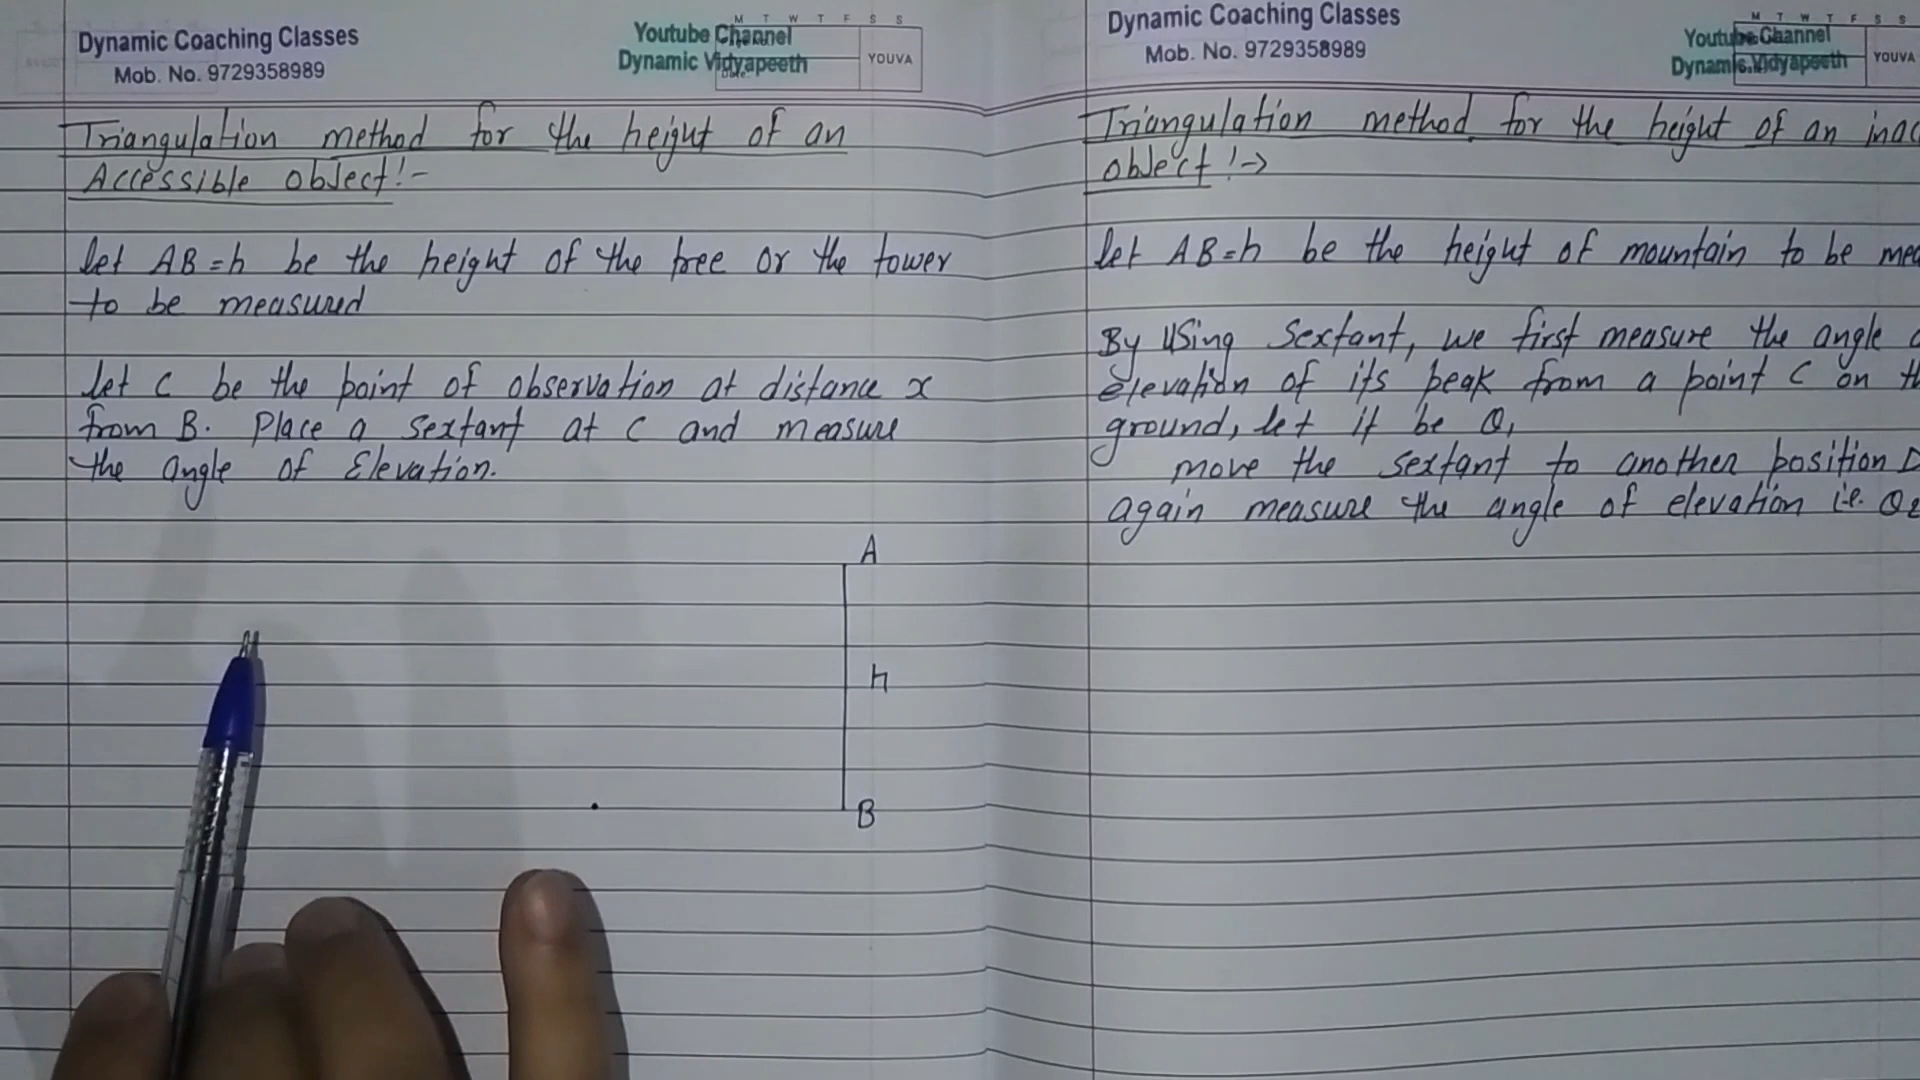 Dynamic Coaching Classes
Mob. No. 9729358989
Youtube Channel
Dynamic Vidyapeeth
M T W T F S S
YOUVA
Triangulation method for the height of an
Accessible object!-
let AB=h be the height of the tree or the tower
to be measured
let C be the point of observation at distance x
from B. Place a sextant at C and measure
the angle of Elevation.
A
h
B
Dynamic Coaching Classes
Mob. No. 9729358989
Youtube Channel
Dynamic Vidyapeeth
M T W T F S S
YOUVA
Triangulation method for the height of an
object!→
let AB=h be the height of mountain to be
By Using Sextant, we first measure the angle
elevation of its peak from a point C on
ground, let it be θ1
move the sextant to another position D
again measure the angle of elevation i.e. θ2